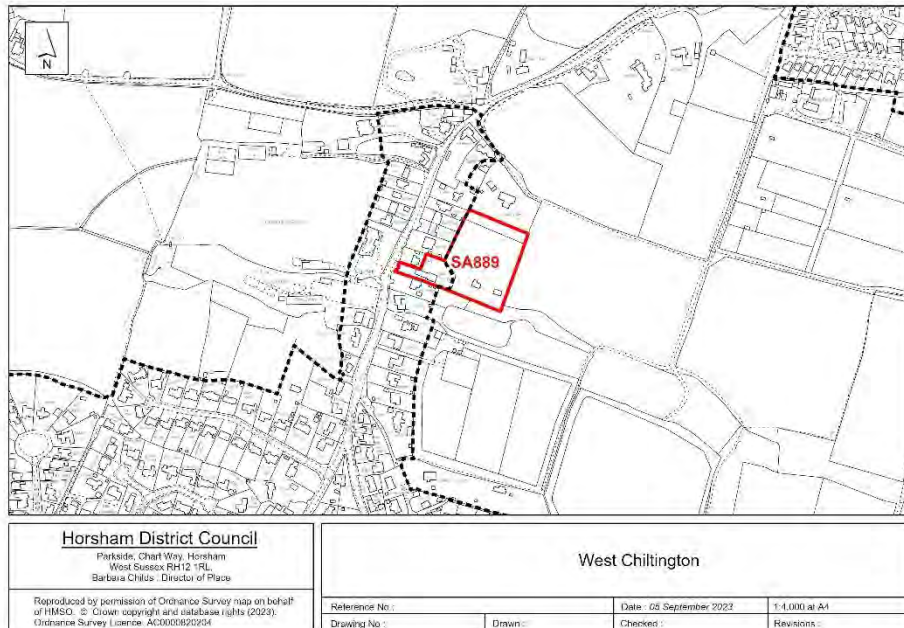 N
SA889
Horsham District Council
Parkside, Chart Way, Horsham
West Sussex RH12 1RL.
Barbara Childs : Director of Place
Reproduced by permission of Ordnance Survey map on behalf
of HMSO. © Crown copyright and database rights (2023).
Ordnance Survey Licence. AC0000820204
West Chiltington
Reference No :
Date : 05 September 2023
1:4,000 at A4
Drawing No :
Drawn :
Checked :
Revisions :